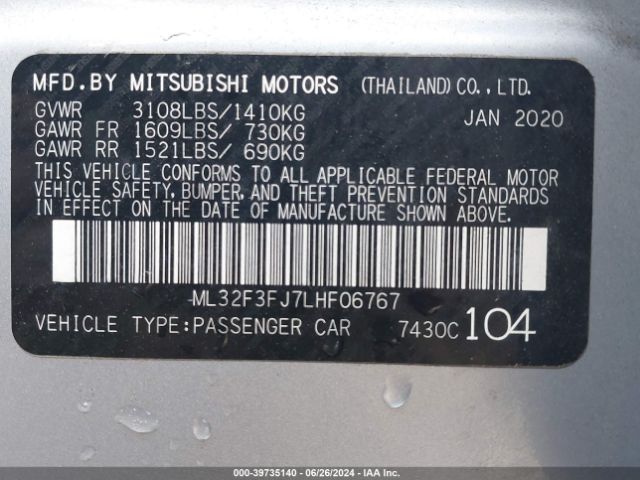 MFD.BY MITSUBISHI MOTORS (THAILAND)CO.,LTD.
GVWR 3108LBS/1410KG JAN 2020
GAWR FR 1609LBS/ 730KG
GAWR RR 1521LBS/ 690KG
THIS VEHICLE CONFORMS TO ALL APPLICABLE FEDERAL MOTOR
VEHICLE SAFETY, BUMPER, AND THEFT PREVENTION STANDARDS
IN EFFECT ON THE DATE OF MANUFACTURE SHOWN ABOVE.
ML32F3FJ7LHF06767
VEHICLE TYPE:PASSENGER CAR 7430C 104
000-39735140 - 06/26/2024 - IAA Inc.